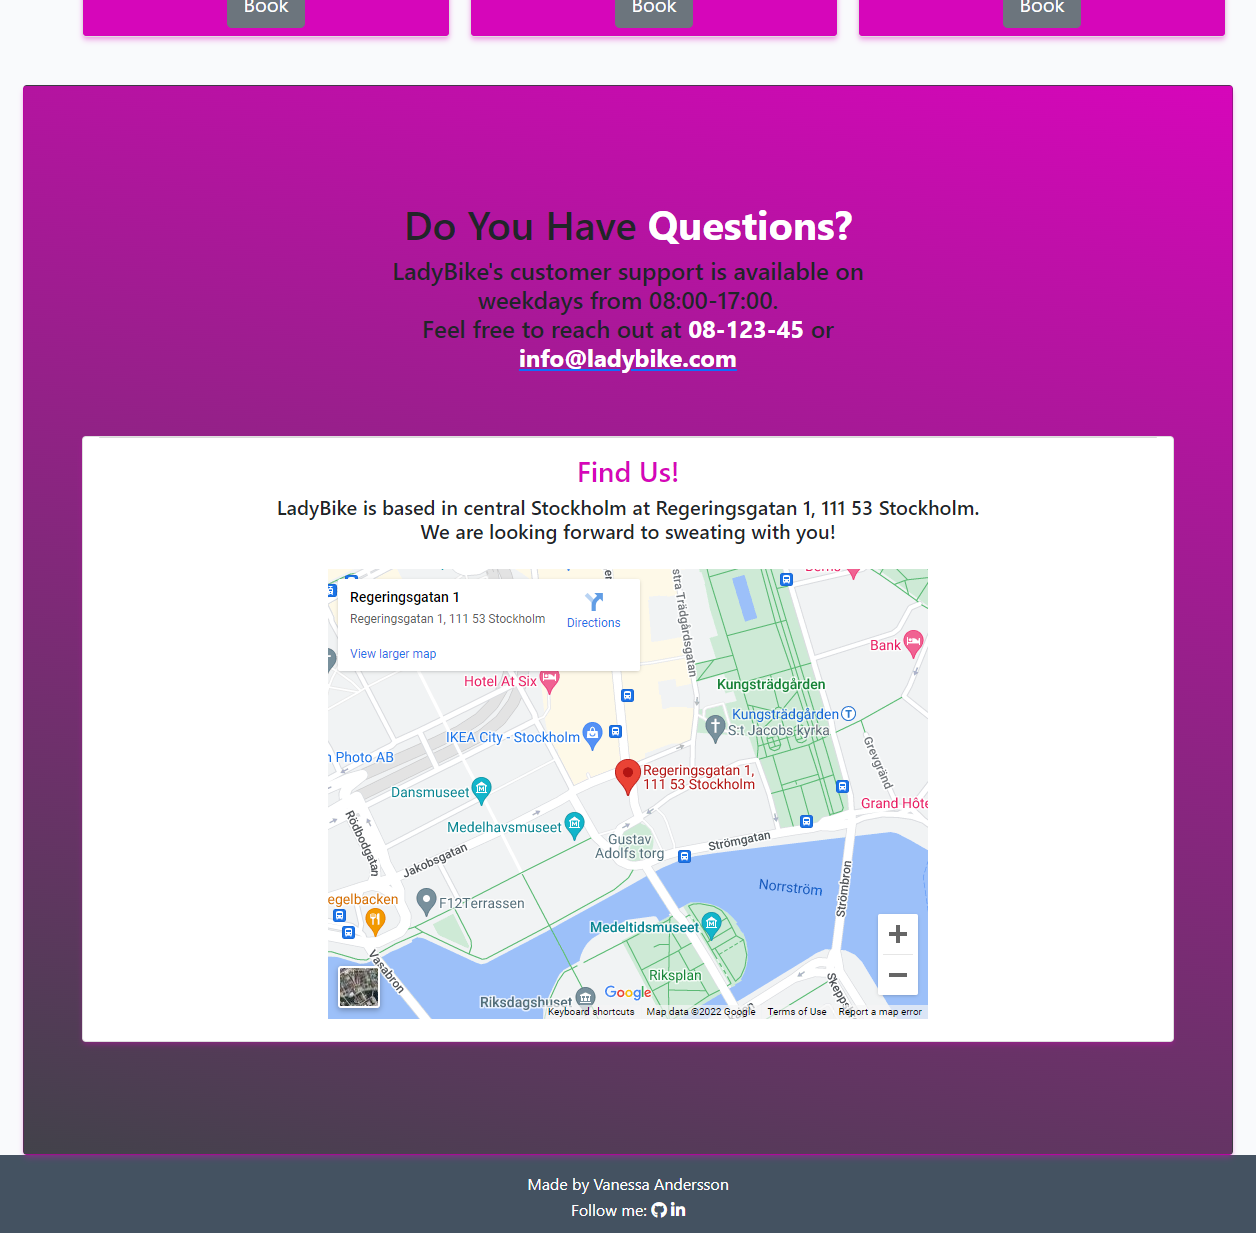 Book
Book
Book
Do You Have Questions?
LadyBike's customer support is available on
weekdays from 08:00-17:00.
Feel free to reach out at 08-123-45 or
info@ladybike.com
Find Us!
LadyBike is based in central Stockholm at Regeringsgatan 1, 111 53 Stockholm.
We are looking forward to sweating with you!
Regeringsgatan 1
Regeringsgatan 1, 111 53 Stockholm
Directions
View larger map
stra Trädgårdsgatan
Bank
Hotel At Six
Kungsträdgården
Kungsträdgården
S:t Jacobs kyrka
IKEA City - Stockholm
n Photo AB
Grevgränd
Regeringsgatan 1,
111 53 Stockholm
Dansmuseet
Grand Hôte
Medelhavsmuseet
Rödbodgatan
Gustav
Adolfs torg
Strömgatan
Jakobsgatan
Norrström
Strömbron
egelbacken
F12Terrassen
Medeltidsmuseet
Vasabron
Riksplan
Skepps
Riksdagshuset
Google
Keyboard shortcuts
Map data ©2022 Google
Terms of Use
Report a map error
Made by Vanessa Andersson
Follow me: